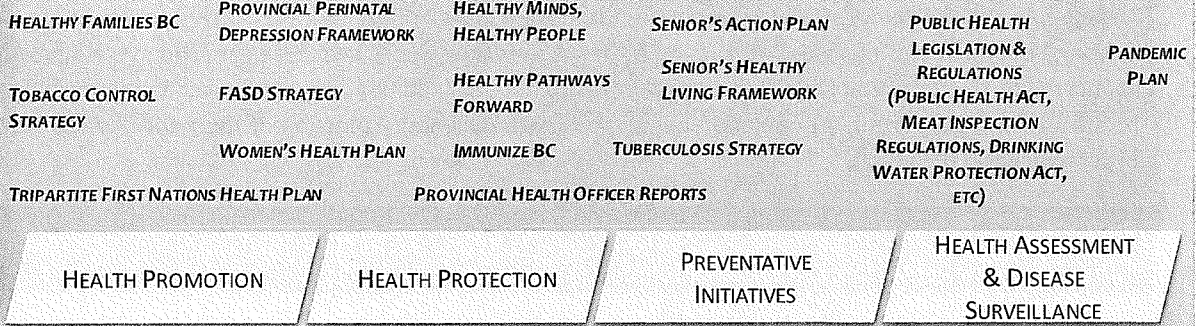 HEALTHY FAMILIES BC
PROVINCIAL PERINATAL
DEPRESSION FRAMEWORK
HEALTHY MINDS,
HEALTHY PEOPLE
SENIOR'S ACTION PLAN
PUBLIC HEALTH
LEGISLATION &
REGULATIONS
(PUBLIC HEALTH ACT,
MEAT INSPECTION
REGULATIONS, DRINKING
WATER PROTECTION ACT,
ETC)
PANDEMIC
PLAN
TOBACCO CONTROL
STRATEGY
FASD STRATEGY
HEALTHY PATHWAYS
FORWARD
SENIOR'S HEALTHY
LIVING FRAMEWORK
WOMEN'S HEALTH PLAN
IMMUNIZE BC
TUBERCULOSIS STRATEGY
TRIPARTITE FIRST NATIONS HEALTH PLAN
PROVINCIAL HEALTH OFFICER REPORTS
HEALTH PROMOTION
HEALTH PROTECTION
PREVENTATIVE
INITIATIVES
HEALTH ASSESSMENT
& DISEASE
SURVEILLANCE